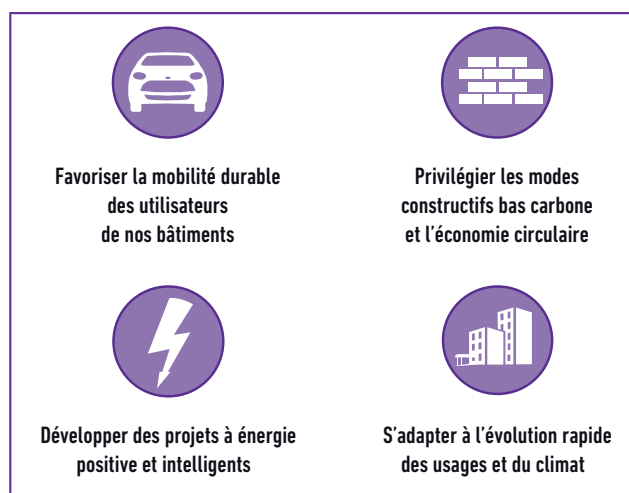 Favoriser la mobilité durable
des utilisateurs
de nos bâtiments
Privilégier les modes
constructifs bas carbone
et l’économie circulaire
Développer des projets à énergie
positive et intelligents
S’adapter à l’évolution rapide
des usages et du climat